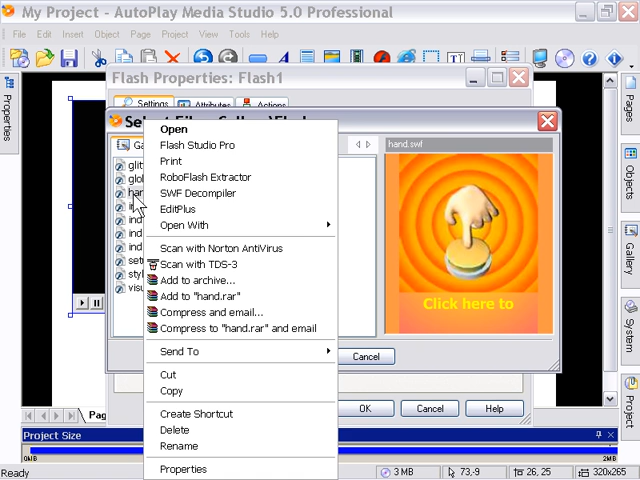 My Project - AutoPlay Media Studio 5.0 Professional
File Edit Insert Object Page Project View Tools Help
Flash Properties: Flash1
Settings Attributes Actions
Properties
hand.swf
Click here to
Open
Flash Studio Pro
Print
RoboFlash Extractor
SWF Decompiler
EditPlus
Open With
Scan with Norton AntiVirus
Scan with TDS-3
Add to archive...
Add to "hand.rar"
Compress and email...
Compress to "hand.rar" and email
Send To
Cut
Copy
Create Shortcut
Delete
Rename
Properties
Cancel
OK Cancel Help
Pages
Objects
Gallery
System
Project
Project Size
0MB 2MB
Ready 3 MB 73,-9 26, 25 320x265